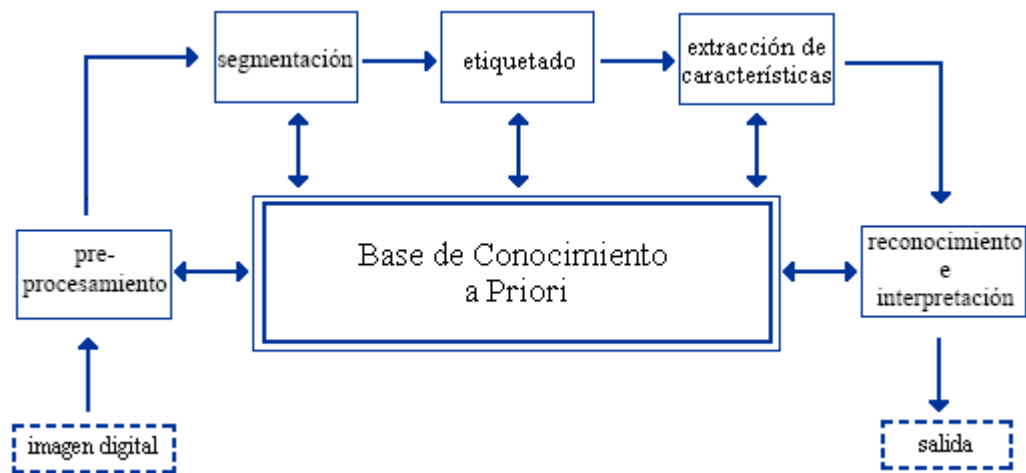 segmentación
etiquetado
extracción de
características
pre-
procesamiento
Base de Conocimiento
a Priori
reconocimiento
e
interpretación
imagen digital
salida